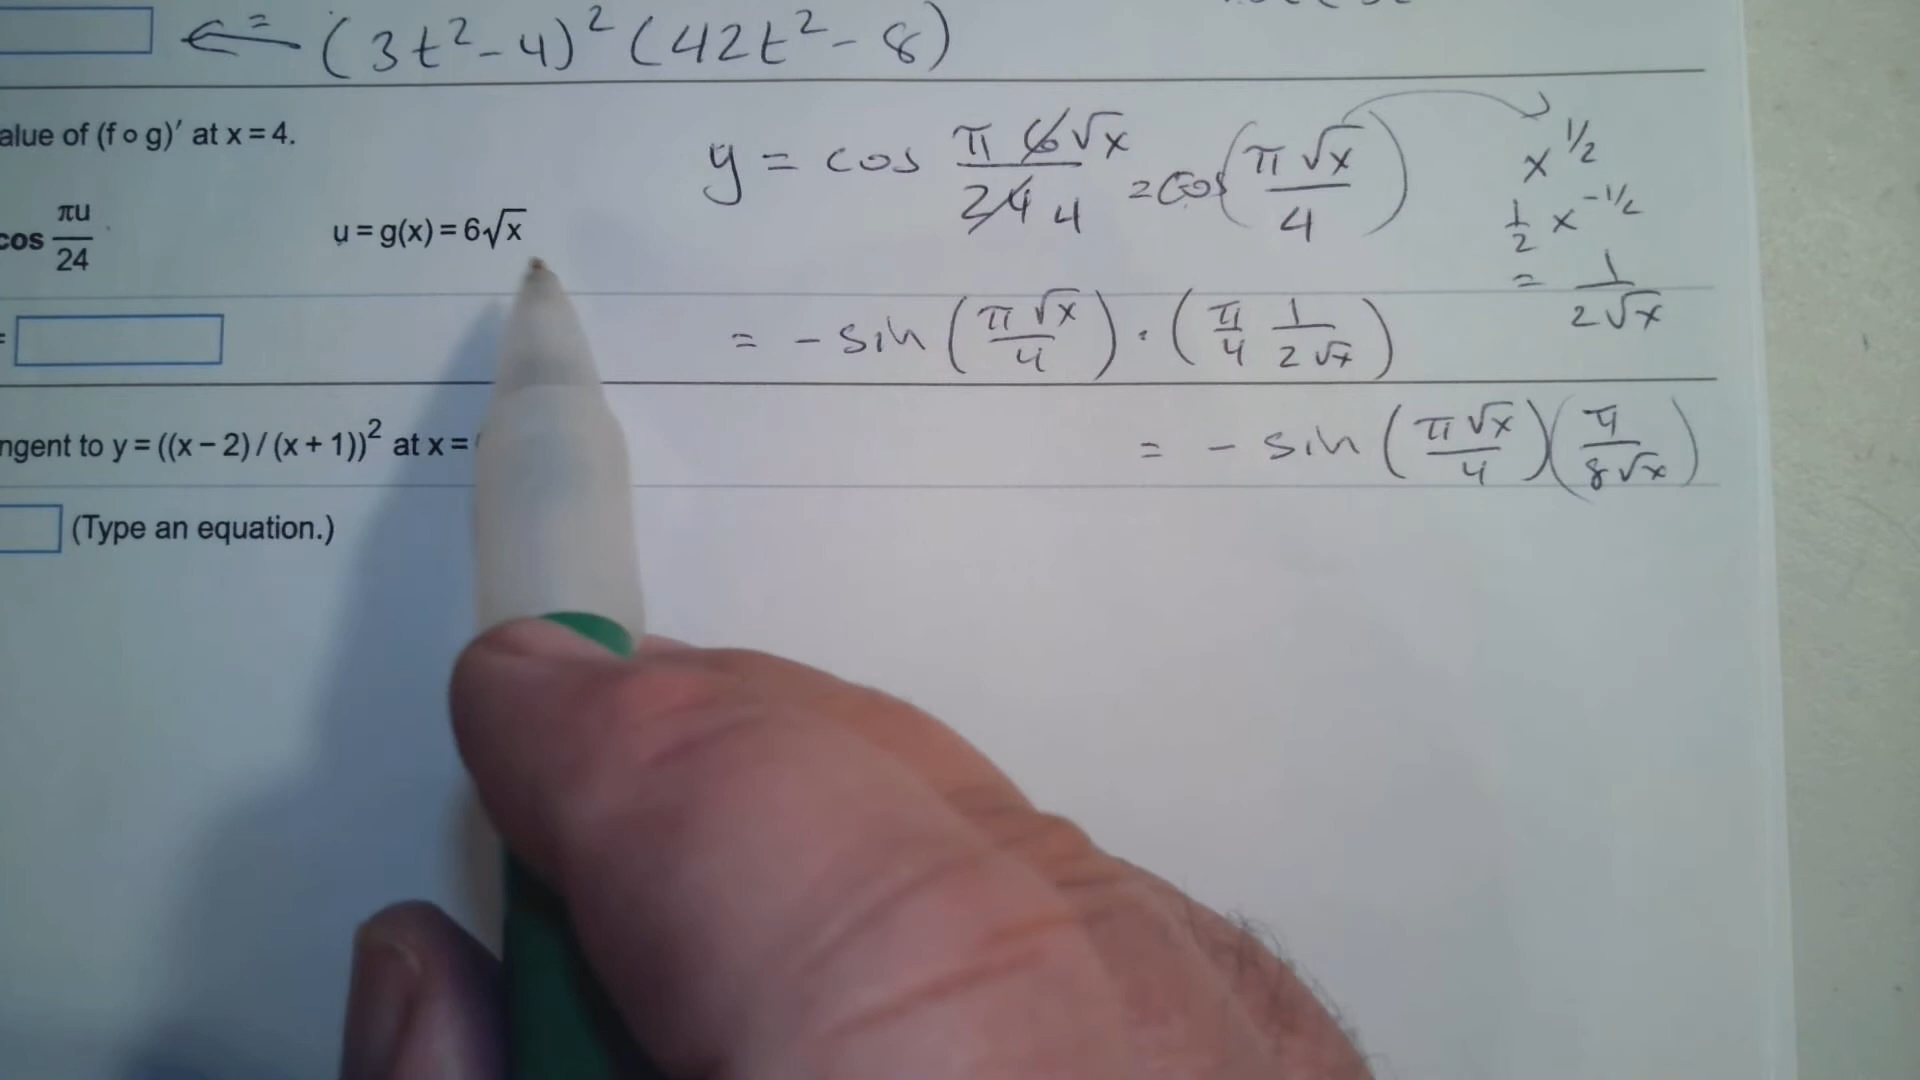 = (3t²-4)² (42t²-8)
alue of (f∘g)′ at x = 4.
cos πu/24
u = g(x) = 6√x
y = cos π6√x/24 4 = cos(π√x/4)
x^1/2
1/2 x^-1/2
= 1/2√x
=
= -sin(π√x/4)·(π/4 1/2√x)
ngent to y = ((x − 2) / (x + 1))² at x =
= -sin(π√x/4)(π/8√x)
(Type an equation.)